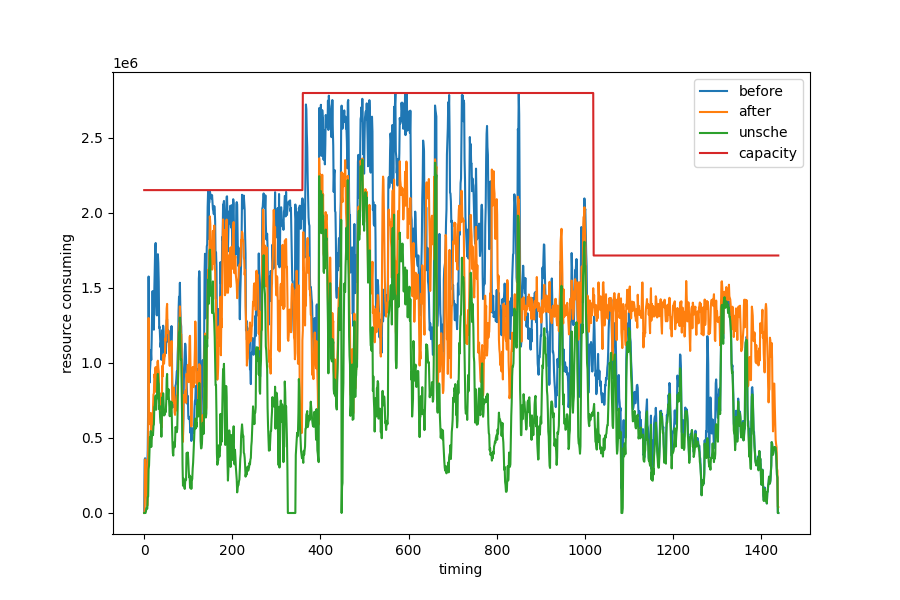 1e6
before
after
unsche
capacity
2.5
2.0
1.5
1.0
0.5
0.0
resource consuming
0 200 400 600 800 1000 1200 1400
timing